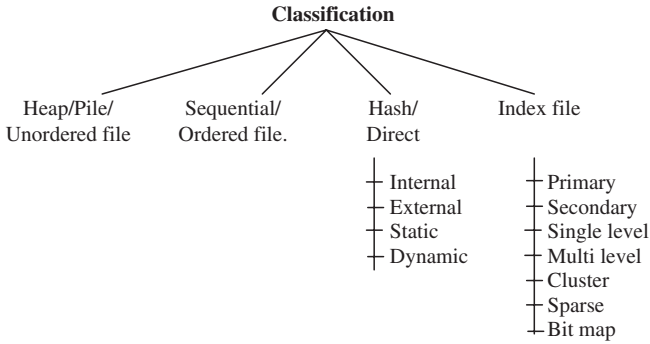 Classification
Heap/Pile/
Unordered file
Sequential/
Ordered file.
Hash/
Direct
Index file
Internal
External
Static
Dynamic
Primary
Secondary
Single level
Multi level
Cluster
Sparse
Bit map